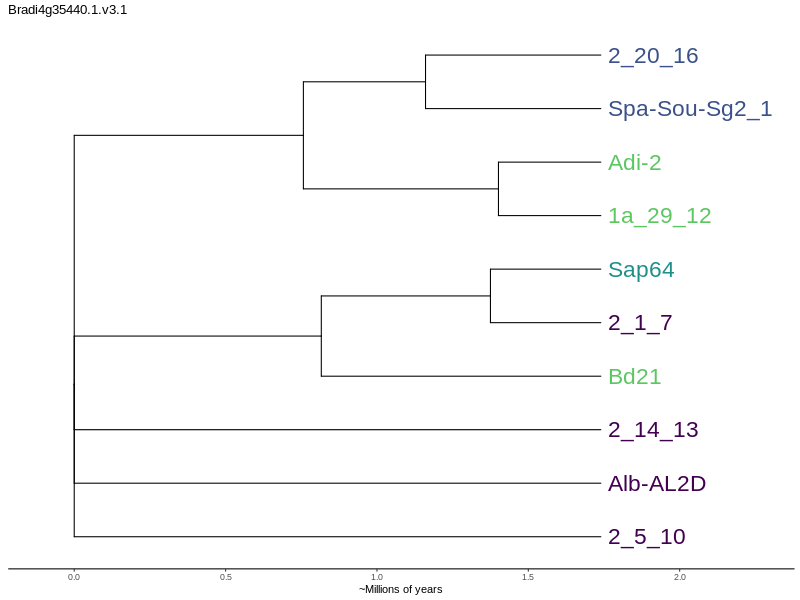 Bradi4g35440.1.v3.1
2_20_16
Spa-Sou-Sg2_1
Adi-2
1a_29_12
Sap64
2_1_7
Bd21
2_14_13
Alb-AL2D
2_5_10
0.0 0.5 1.0 1.5 2.0
~Millions of years